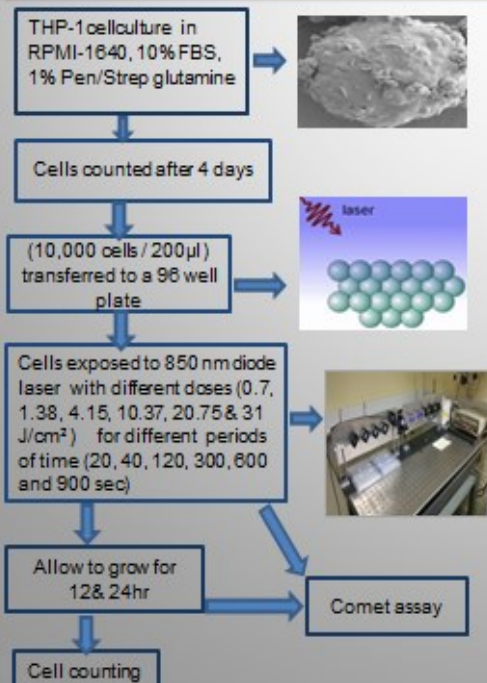 THP-1cellculture in
RPMI-1640, 10% FBS,
1% Pen/Strep glutamine
Cells counted after 4 days
laser
(10,000 cells / 200µl)
transferred to a 96 well
plate
Cells exposed to 850 nm diode
laser with different doses (0.7,
1.38, 4.15, 10.37, 20.75 & 31
J/cm² ) for different periods
of time (20, 40, 120, 300, 600
and 900 sec)
Allow to grow for
12& 24hr
Comet assay
Cell counting